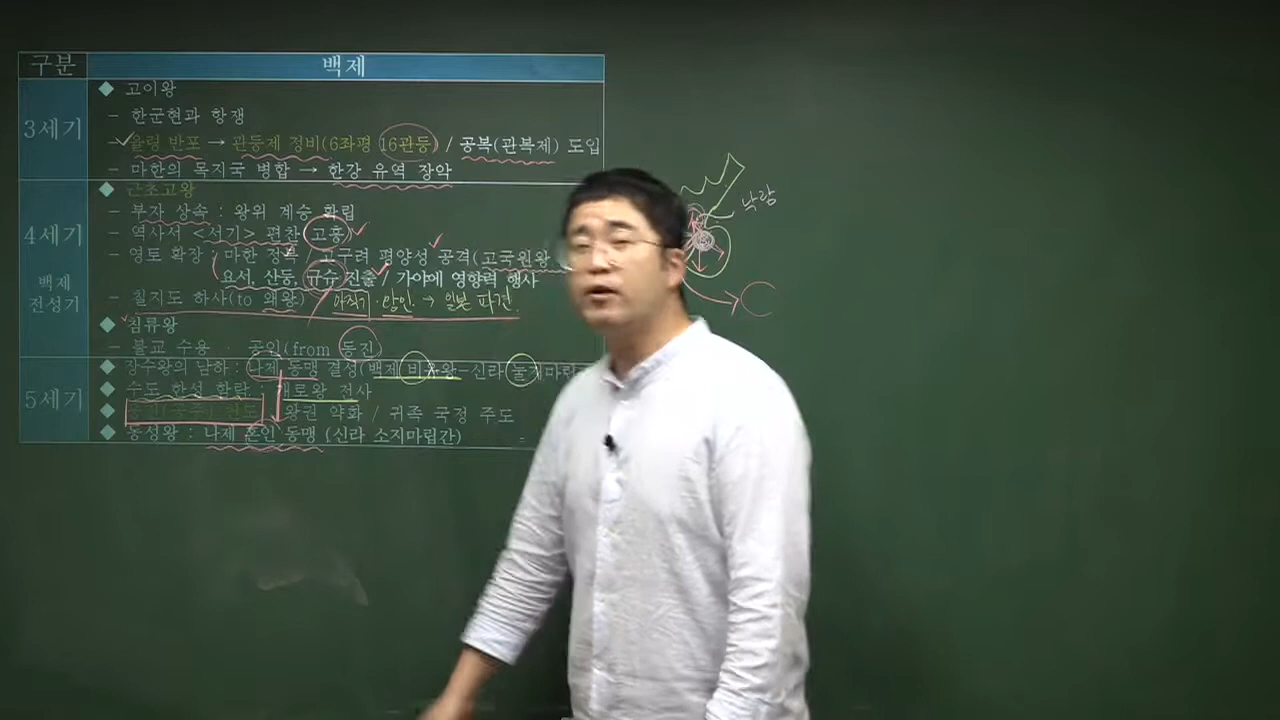 구분 백제
3세기
◆ 고이왕
- 한군현과 항쟁
- 율령 반포 → 관등제 정비(6좌평 16관등) / 공복(관복제) 도입
- 마한의 목지국 병합 → 한강 유역 장악
4세기
백제
전성기
◆ 근초고왕
- 부자 상속 : 왕위 계승 확립
- 역사서 <서기> 편찬(고흥)
- 영토 확장 : 마한 정복 / 고구려 평양성 공격(고국원왕
요서, 산둥, 규슈 진출 / 가야에 영향력 행사
- 칠지도 하사(to 왜왕) 아직기·왕인 → 일본 파견
◆ 침류왕
- 불교 수용 · 공인(from 동진)
5세기
◆ 장수왕의 남하 : 나제 동맹 결성(백제 비유왕-신라 눌지마립
◆ 수도 한성 함락 : 개로왕 전사
◆ 웅진(공주) 천도 : 왕권 약화 / 귀족 국정 주도
◆ 동성왕 : 나제 혼인 동맹 (신라 소지마립간)
낙랑